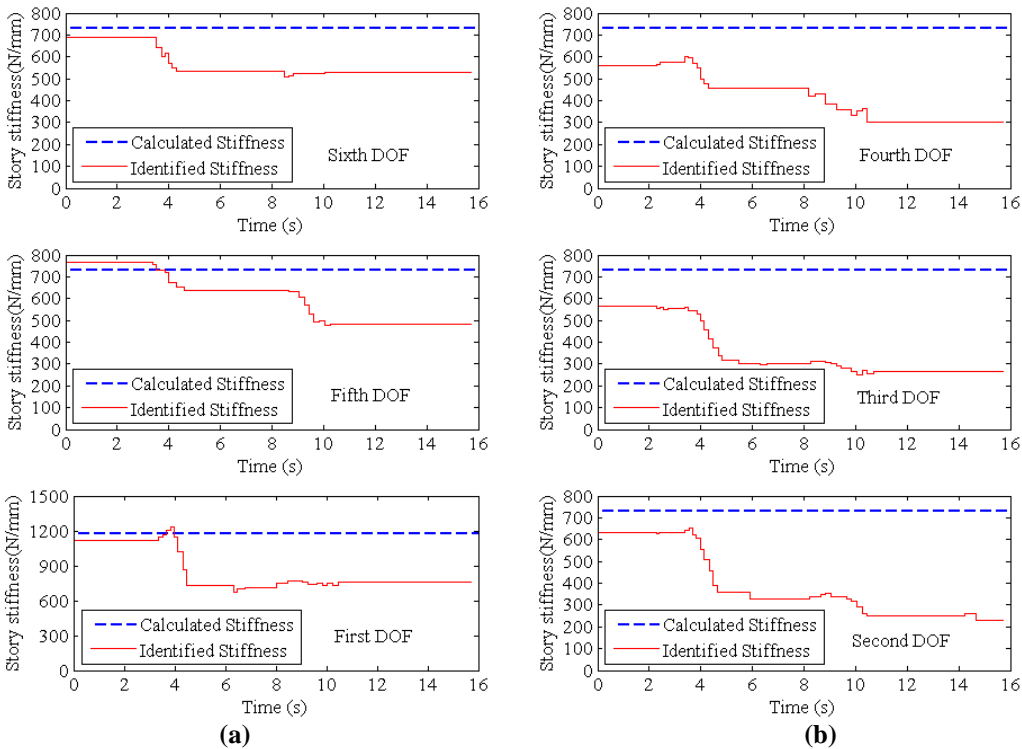 800
700
600
500
400
300
200
100
0
Story stiffness(N/mm)
Calculated Stiffness
Identified Stiffness
Sixth DOF
0 2 4 6 8 10 12 14 16
Time (s)
800
700
600
500
400
300
200
100
0
Story stiffness(N/mm)
Calculated Stiffness
Identified Stiffness
Fourth DOF
0 2 4 6 8 10 12 14 16
Time (s)
800
700
600
500
400
300
200
100
0
Story stiffness(N/mm)
Calculated Stiffness
Identified Stiffness
Fifth DOF
0 2 4 6 8 10 12 14 16
Time (s)
800
700
600
500
400
300
200
100
0
Story stiffness(N/mm)
Calculated Stiffness
Identified Stiffness
Third DOF
0 2 4 6 8 10 12 14 16
Time (s)
1500
1200
900
600
300
0
Story stiffness(N/mm)
Calculated Stiffness
Identified Stiffness
First DOF
0 2 4 6 8 10 12 14 16
Time (s)
800
700
600
500
400
300
200
100
0
Story stiffness(N/mm)
Calculated Stiffness
Identified Stiffness
Second DOF
0 2 4 6 8 10 12 14 16
Time (s)
(a)
(b)